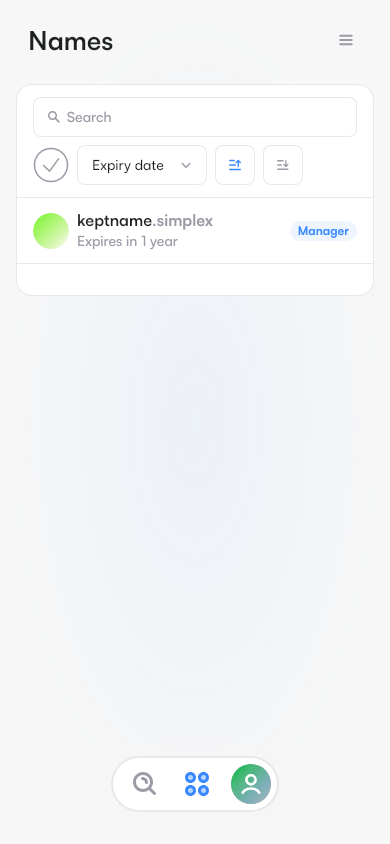 Names
Search
Expiry date
keptname.simplex
Expires in 1 year
Manager